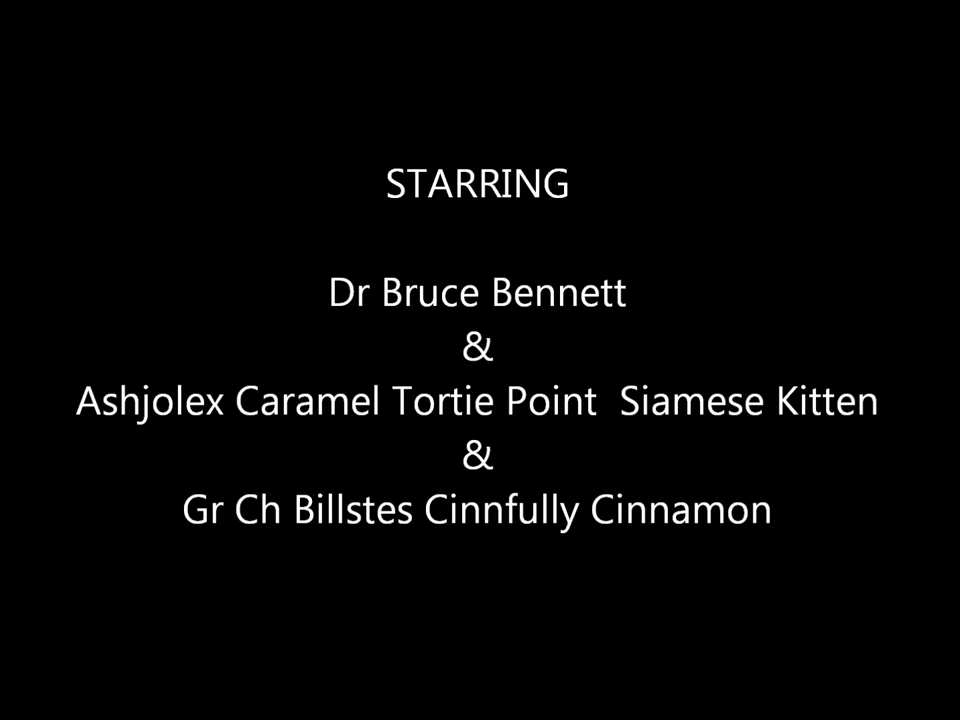 STARRING
Dr Bruce Bennett
&
Ashjolex Caramel Tortie Point  Siamese Kitten
&
Gr Ch Billstes Cinnfully Cinnamon